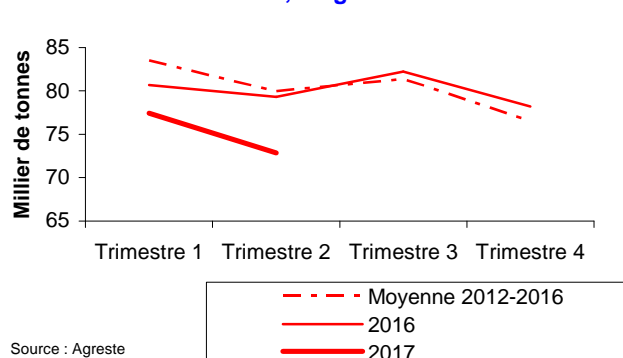 85
80
75
70
65
Millier de tonnes
Trimestre 1 Trimestre 2 Trimestre 3 Trimestre 4
Moyenne 2012-2016
2016
2017
Source : Agreste